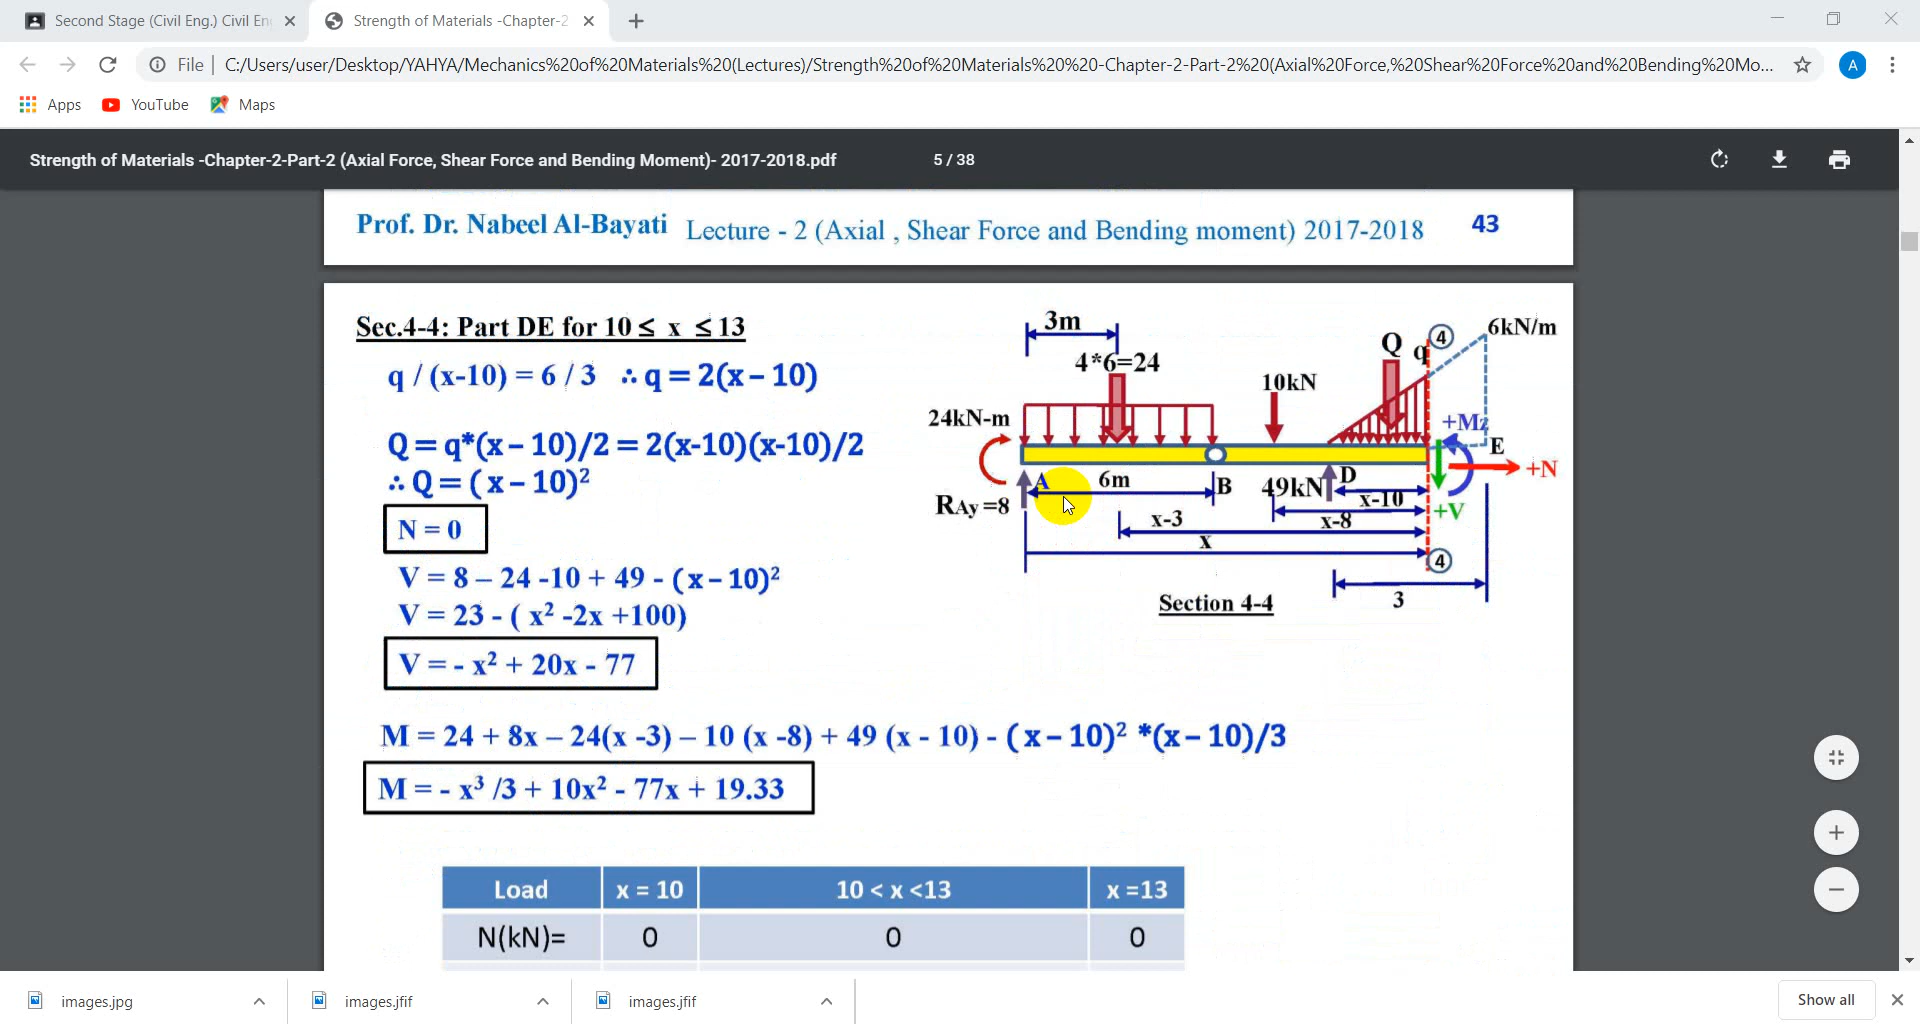 Second Stage (Civil Eng.) Civil En
Strength of Materials -Chapter-2
File
C:/Users/user/Desktop/YAHYA/Mechanics%20of%20Materials%20(Lectures)/Strength%20of%20Materials%20%20-Chapter-2-Part-2%20(Axial%20Force,%20Shear%20Force%20and%20Bending%20Mo...
A
Apps
YouTube
Maps
Strength of Materials -Chapter-2-Part-2 (Axial Force, Shear Force and Bending Moment)- 2017-2018.pdf
5 / 38
Prof. Dr. Nabeel Al-Bayati Lecture - 2 (Axial , Shear Force and Bending moment) 2017-2018 43
Sec.4-4: Part DE for 10 ≤ x ≤ 13
q / (x-10) = 6 / 3 ∴ q = 2(x – 10)
Q = q*(x – 10)/2 = 2(x-10)(x-10)/2
∴ Q = ( x – 10)²
N = 0
V = 8 – 24 -10 + 49 - (x – 10)²
V = 23 - ( x² -2x +100)
V = - x² + 20x - 77
M = 24 + 8x – 24(x -3) – 10 (x -8) + 49 (x - 10) - ( x – 10)² *(x – 10)/3
M = - x³ /3 + 10x² - 77x + 19.33
3m
4*6=24
24kN-m
10kN
Q
q
4
6kN/m
+Mz
E
+N
A
6m
B
49kN
D
x-10
RAy =8
x-3
x-8
+V
x
4
3
Section 4-4
Load x = 10 10 < x <13 x =13
N(kN)= 0 0 0
images.jpg
images.jfif
images.jfif
Show all